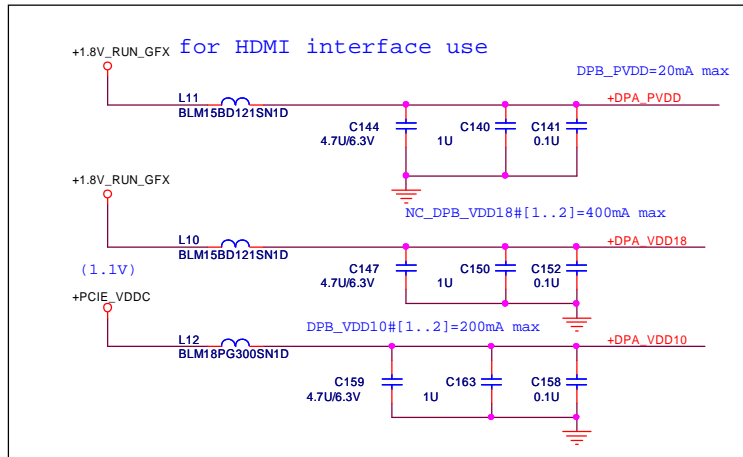 +1.8V_RUN_GFX for HDMI interface use
DPB_PVDD=20mA max
L11
+DPA_PVDD
BLM15BD121SN1D
C144 C140 C141
4.7U/6.3V 1U 0.1U
+1.8V_RUN_GFX
NC_DPB_VDD18#[1..2]=400mA max
L10
+DPA_VDD18
BLM15BD121SN1D
(1.1V)
C147 C150 C152
4.7U/6.3V 1U 0.1U
+PCIE_VDDC
DPB_VDD10#[1..2]=200mA max
L12
+DPA_VDD10
BLM18PG300SN1D
C159 C163 C158
4.7U/6.3V 1U 0.1U